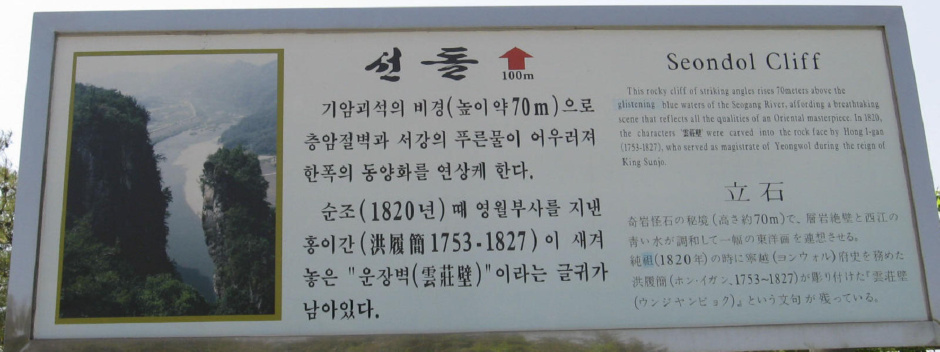 선돌
100m
기암괴석의 비경(높이약70m)으로
층암절벽과 서강의 푸른물이 어우러져
한폭의 동양화를 연상케 한다.
순조(1820년) 때 영월부사를 지낸
홍이간(洪履簡1753-1827)이 새겨
놓은 "운장벽(雲莊壁)"이라는 글귀가
남아있다.
Seondol Cliff
This rocky cliff of striking angles rises 70meters above the
glistening blue waters of the Seogang River, affording a breathtaking
scene that reflects all the qualities of an Oriental masterpiece. In 1820,
the characters "雲莊壁" were carved into the rock face by Hong I-gan
(1753-1827), who served as magistrate of Yeongwol during the reign of
King Sunjo.
立石
奇岩怪石の秘境(高さ約70m)で、層岩絶壁と西江の
青い水が調和して一幅の東洋画を連想させる。
純祖(1820年)の時に寧越(ヨンウォル)府史を務めた
洪履簡(ホン·イガン、1753~1827)が彫り付けた『雲莊壁
(ウンジャンビョク)』という文句が残っている。